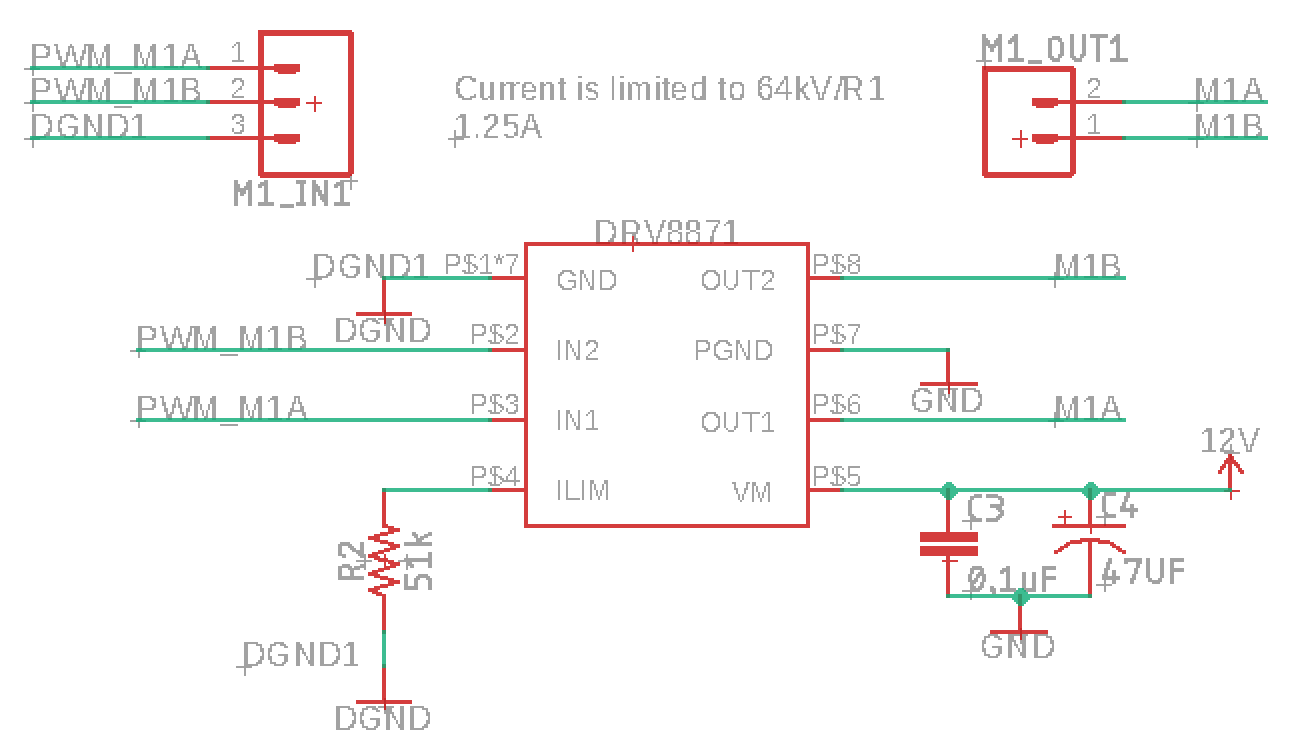 PWM_M1A 1
PWM_M1B 2
DGND1 3
M1_IN1
Current is limited to 64kV/R1
1.25A
M1_OUT1
2 M1A
1 M1B
DRV8871
DGND1 P$1*7 GND OUT2 P$8 M1B
DGND
PWM_M1B P$2 IN2 PGND P$7
GND
PWM_M1A P$3 IN1 OUT1 P$6 M1A
12V
P$4 ILIM VM P$5
C3 C4
R2 51k
0.1uF 47UF
GND
DGND1
DGND